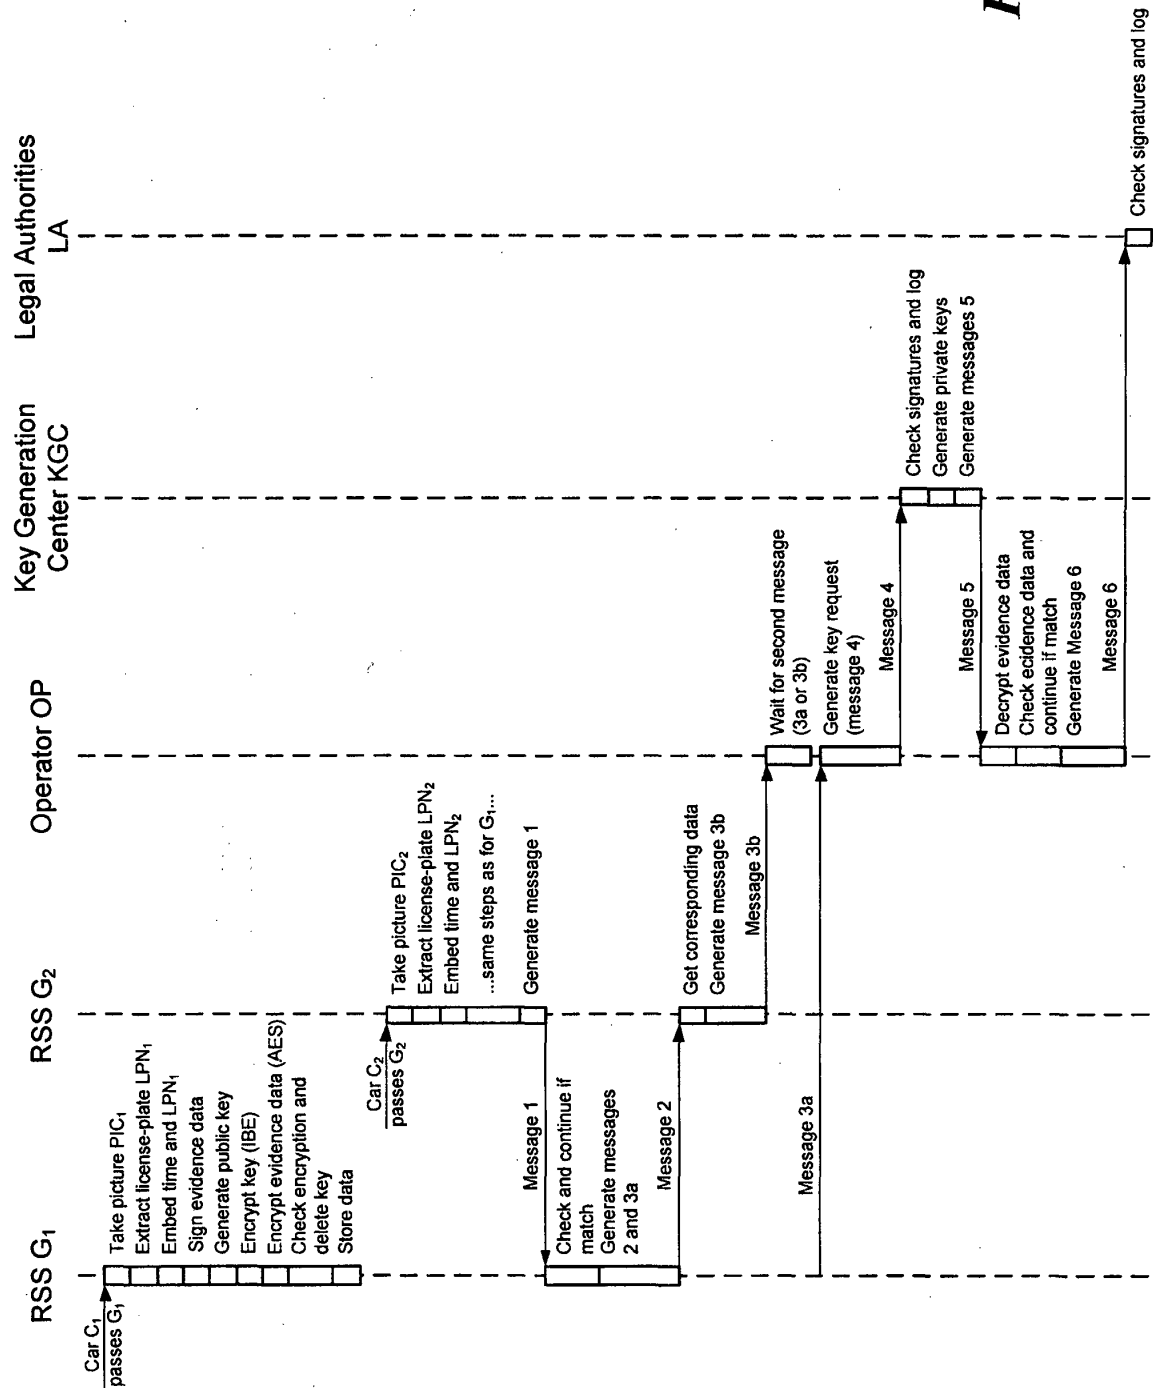 RSS G₁
RSS G₂
Operator OP
Key Generation
Center KGC
Legal Authorities
LA
Car C₁
passes G₁
Take picture PIC₁
Extract license-plate LPN₁
Embed time and LPN₁
Sign evidence data
Generate public key
Encrypt key (IBE)
Encrypt evidence data (AES)
Check encryption and
delete key
Store data
Car C₂
passes G₂
Take picture PIC₂
Extract license-plate LPN₂
Embed time and LPN₂
...same steps as for G₁...
Generate message 1
Message 1
Check and continue if
match
Generate messages
2 and 3a
Message 2
Get corresponding data
Generate message 3b
Message 3b
Wait for second message
(3a or 3b)
Message 3a
Generate key request
(message 4)
Message 4
Check signatures and log
Generate private keys
Generate messages 5
Message 5
Decrypt evidence data
Check ecidence data and
continue if match
Generate Message 6
Message 6
Check signatures and log